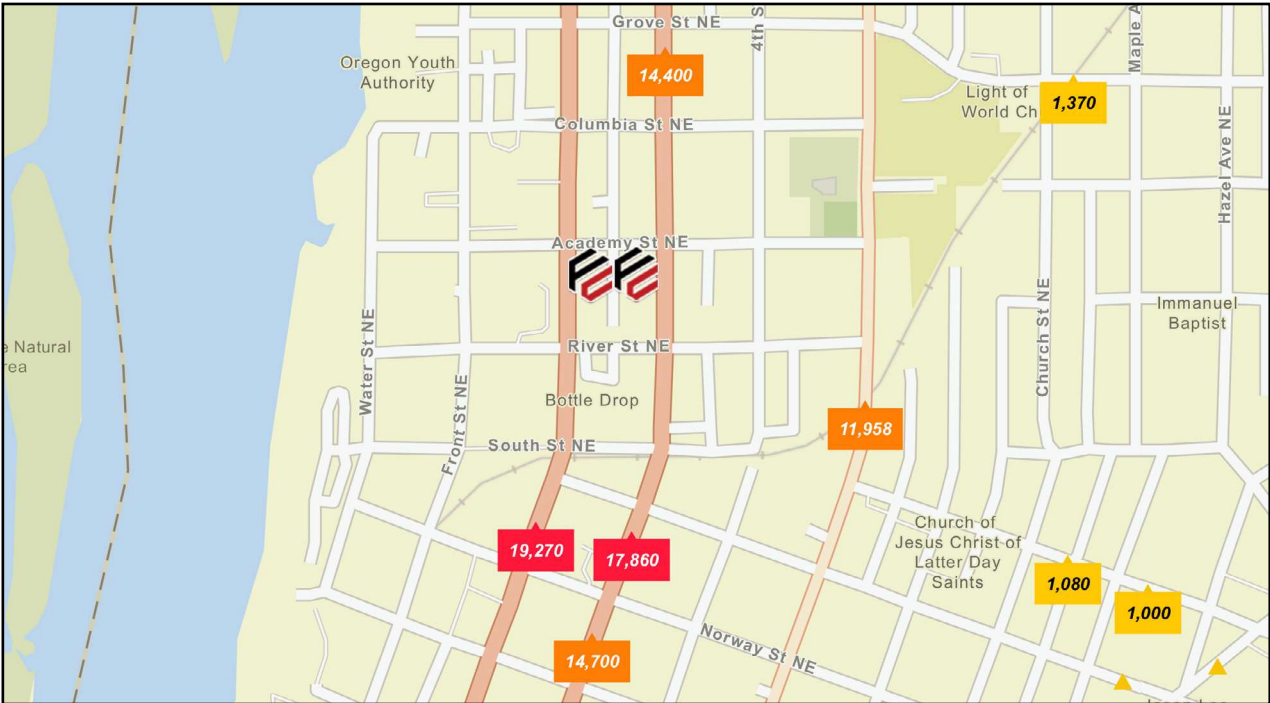 Grove St NE
4th S
Maple A
Oregon Youth
Authority
14,400
Light of
World Ch
1,370
Columbia St NE
Hazel Ave NE
Academy St NE
Immanuel
Baptist
Church St NE
Water St NE
River St NE
e Natural
rea
Front St NE
Bottle Drop
11,958
South St NE
19,270
17,860
Church of
Jesus Christ of
Latter Day
Saints
1,080
1,000
Norway St NE
14,700